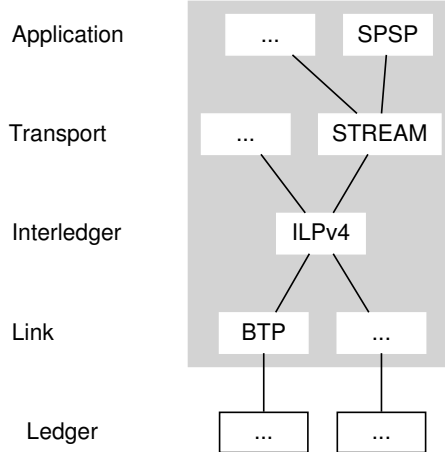 Application ... SPSP
Transport ... STREAM
Interledger ILPv4
Link BTP ...
Ledger ... ...